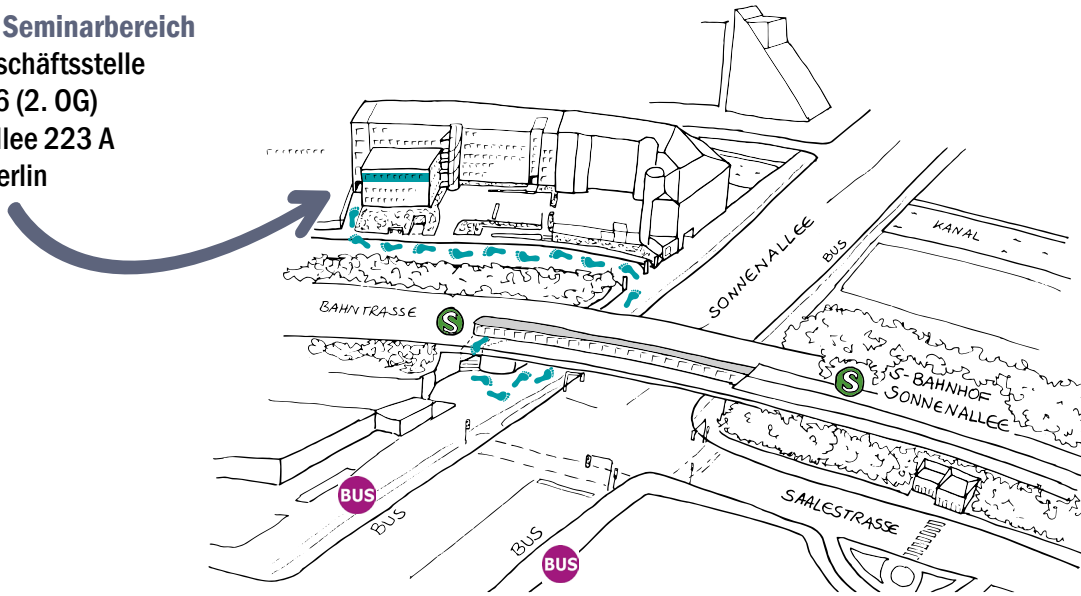 Seminarbereich
schäftsstelle
6 (2. OG)
llee 223 A
erlin
SONNENALLEE
BUS
KANAL
BAHNTRASSE
S
S
S-BAHNHOF
SONNENALLEE
BUS
BUS
SAALESTRASSE
BUS
BUS